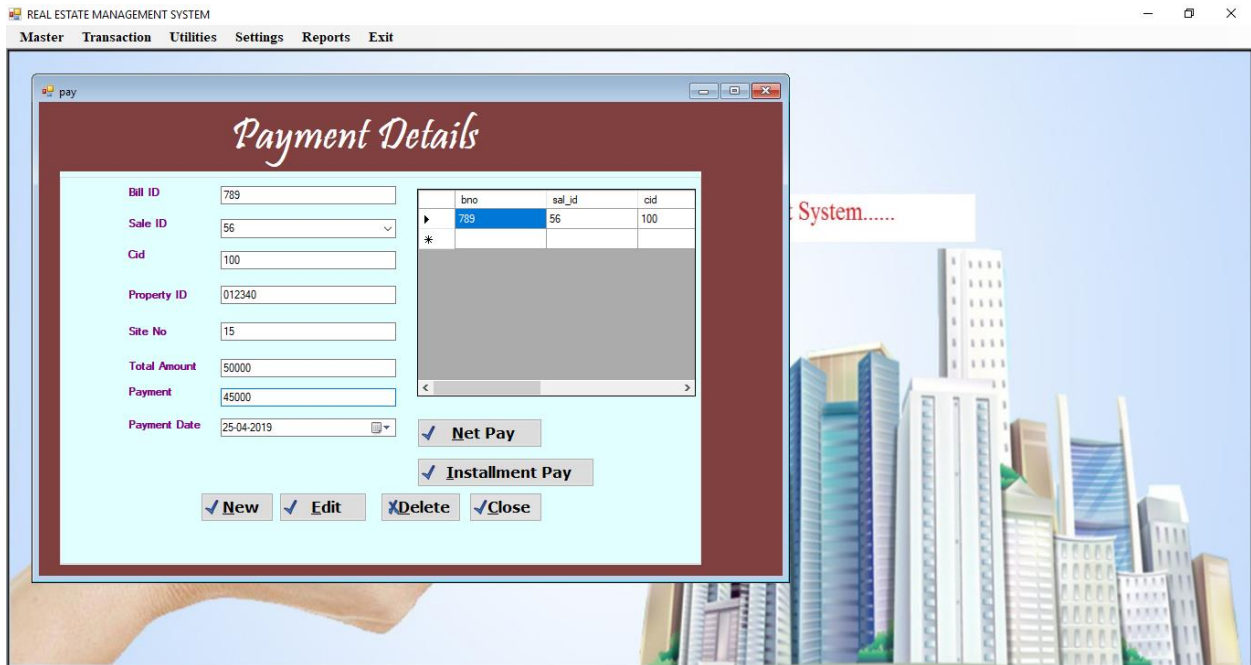 REAL ESTATE MANAGEMENT SYSTEM
Master Transaction Utilities Settings Reports Exit
pay
Payment Details
Bill ID 789
Sale ID 56
Cid 100
Property ID 012340
Site No 15
Total Amount 50000
Payment 45000
Payment Date 25-04-2019
bno sal_id cid
789 56 100
System......
Net Pay
Installment Pay
New Edit Delete Close